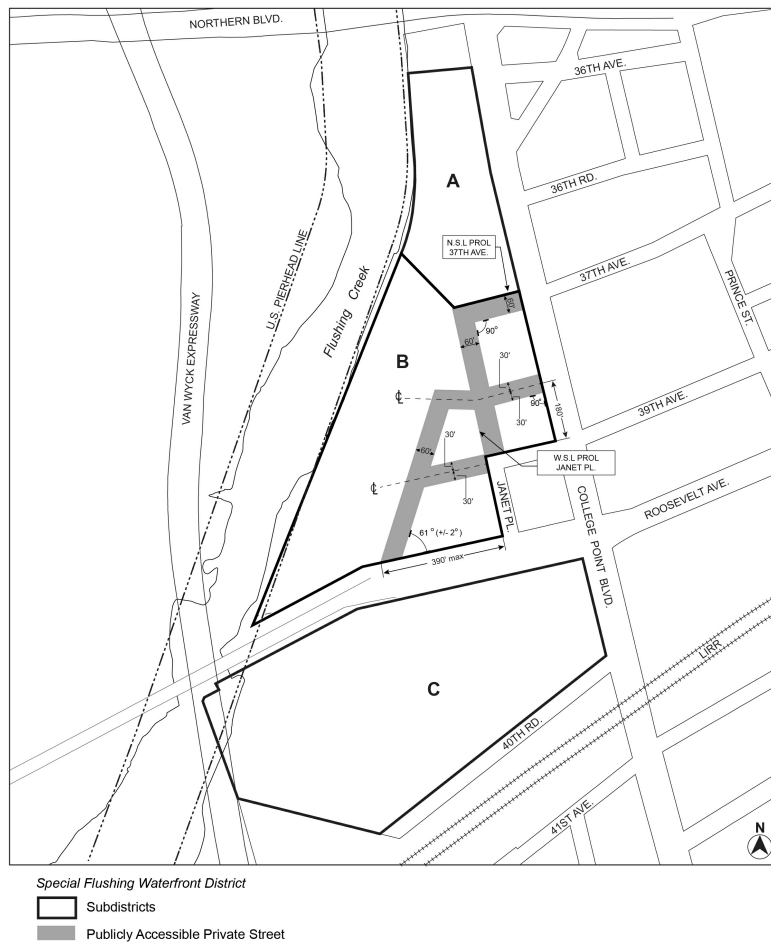 NORTHERN BLVD.
36TH AVE.
A
36TH RD.
N.S.L PROL
37TH AVE.
U.S. PIERHEAD LINE
37TH AVE.
PRINCE ST.
Flushing Creek
60'
90°
60'
VAN WYCK EXPRESSWAY
B
30'
℄
90°
180'
30'
39TH AVE.
30'
60'
W.S.L PROL
JANET PL.
℄
30'
JANET PL.
COLLEGE POINT BLVD.
ROOSEVELT AVE.
61° (+/- 2°)
390' max
LIRR
C
40TH RD.
41ST AVE.
N
Special Flushing Waterfront District
Subdistricts
Publicly Accessible Private Street